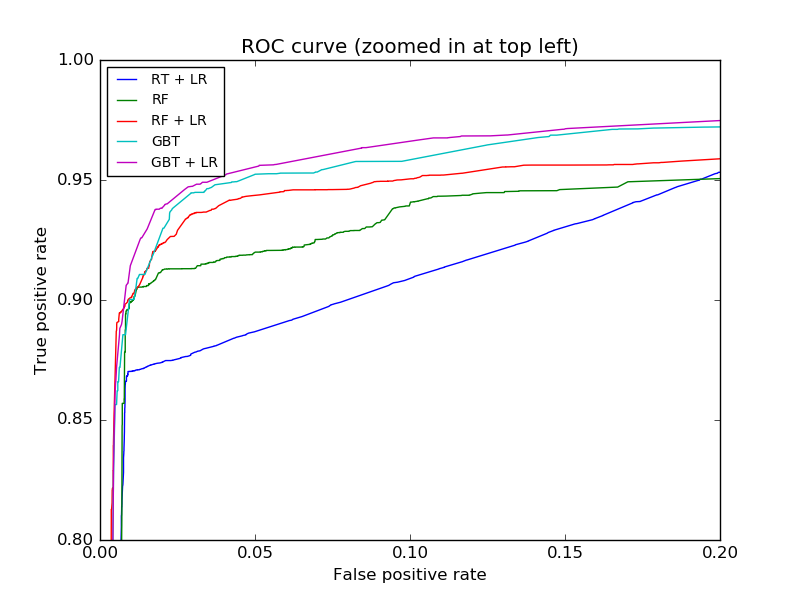 ROC curve (zoomed in at top left)
RT + LR
RF
RF + LR
GBT
GBT + LR
1.00
0.95
0.90
0.85
0.80
True positive rate
0.00 0.05 0.10 0.15 0.20
False positive rate